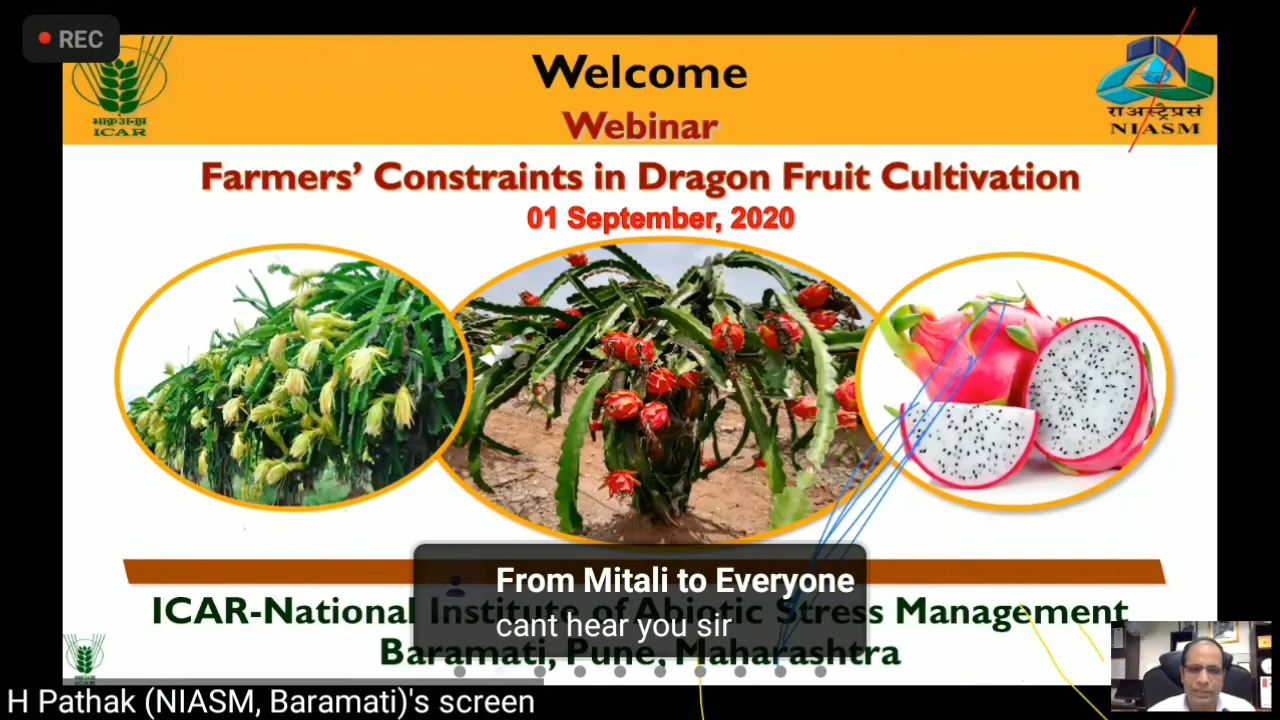 REC
भाकृअनुप
ICAR
Welcome
Webinar
राअस्ट्रैप्रसं
NIASM
Farmers' Constraints in Dragon Fruit Cultivation
01 September, 2020
From Mitali to Everyone
cant hear you sir
ICAR-National Institute of Abiotic Stress Management
Baramati, Pune, Maharashtra
ICAR
H Pathak (NIASM, Baramati)'s screen